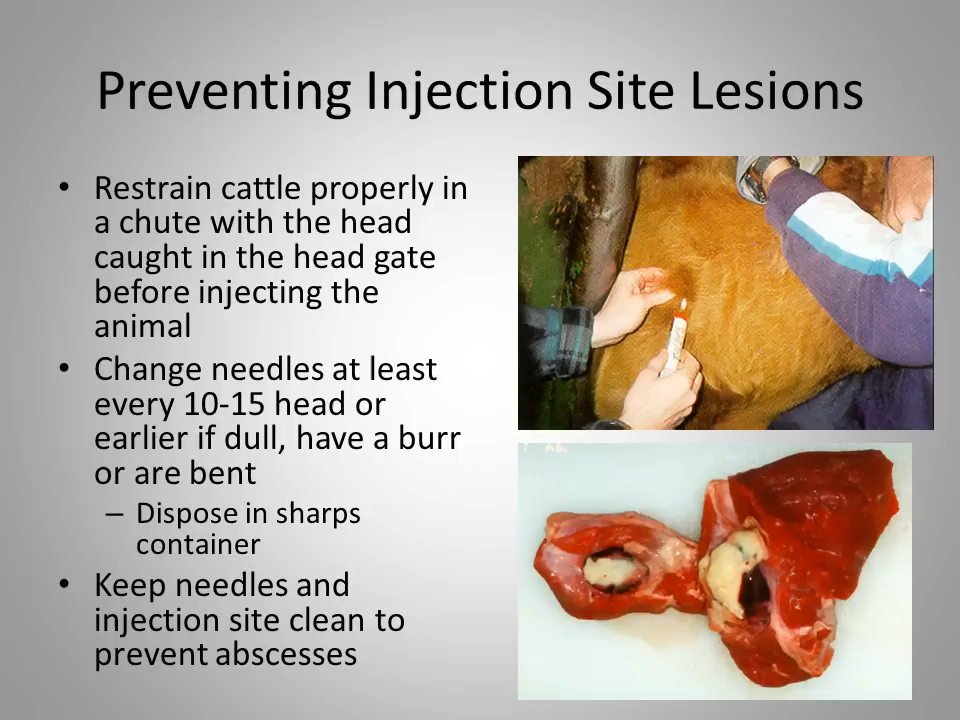 Preventing Injection Site Lesions
• Restrain cattle properly in
a chute with the head
caught in the head gate
before injecting the
animal
• Change needles at least
every 10-15 head or
earlier if dull, have a burr
or are bent
– Dispose in sharps
container
• Keep needles and
injection site clean to
prevent abscesses